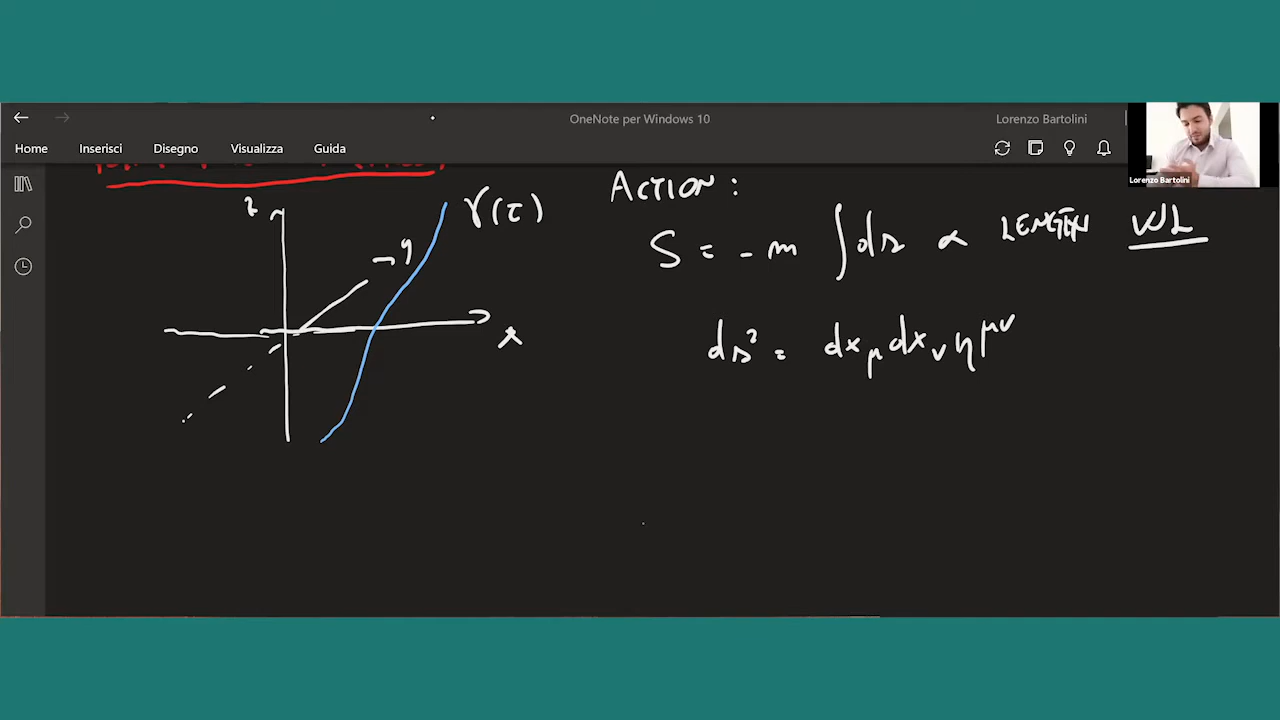 OneNote per Windows 10
Lorenzo Bartolini
Home Inserisci Disegno Visualizza Guida
Lorenzo Bartolini
ACTION:
γ(τ)
z
y
x
S = - m ∫ ds ∝ LENGTH WL
ds² = dx_μ dx_ν η^μν